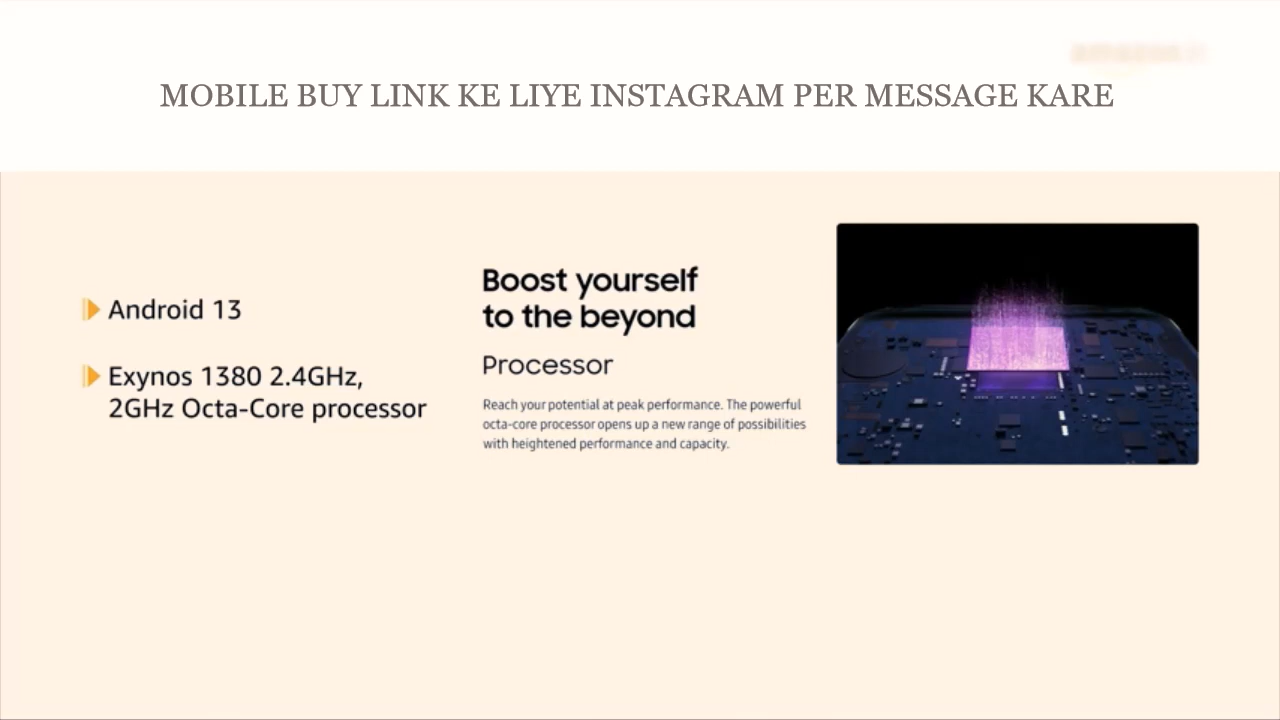 MOBILE BUY LINK KE LIYE INSTAGRAM PER MESSAGE KARE
Android 13
Exynos 1380 2.4GHz,
2GHz Octa-Core processor
Boost yourself
to the beyond
Processor
Reach your potential at peak performance. The powerful
octa-core processor opens up a new range of possibilities
with heightened performance and capacity.